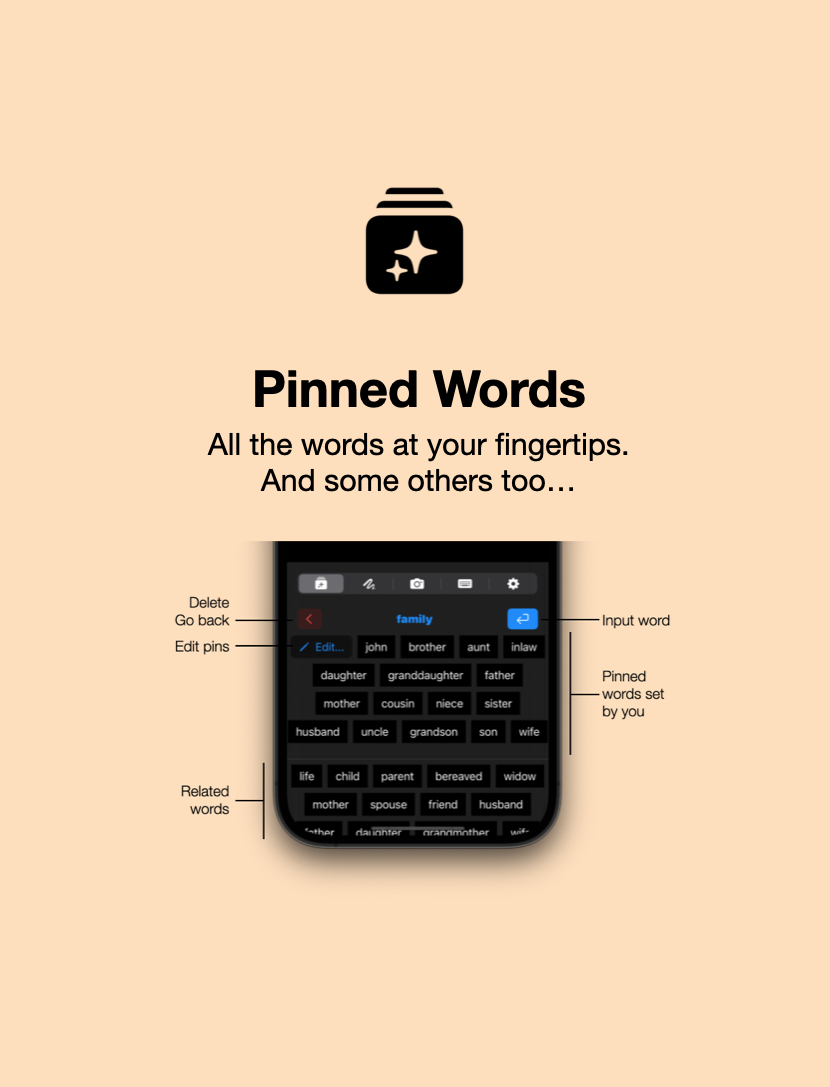 Pinned Words
All the words at your fingertips.
And some others too…
Delete
Go back
Edit pins
Related
words
family
Edit... john brother aunt inlaw
daughter granddaughter father
mother cousin niece sister
husband uncle grandson son wife
life child parent bereaved widow
mother spouse friend husband
father daughter grandmother wife
Input word
Pinned
words set
by you